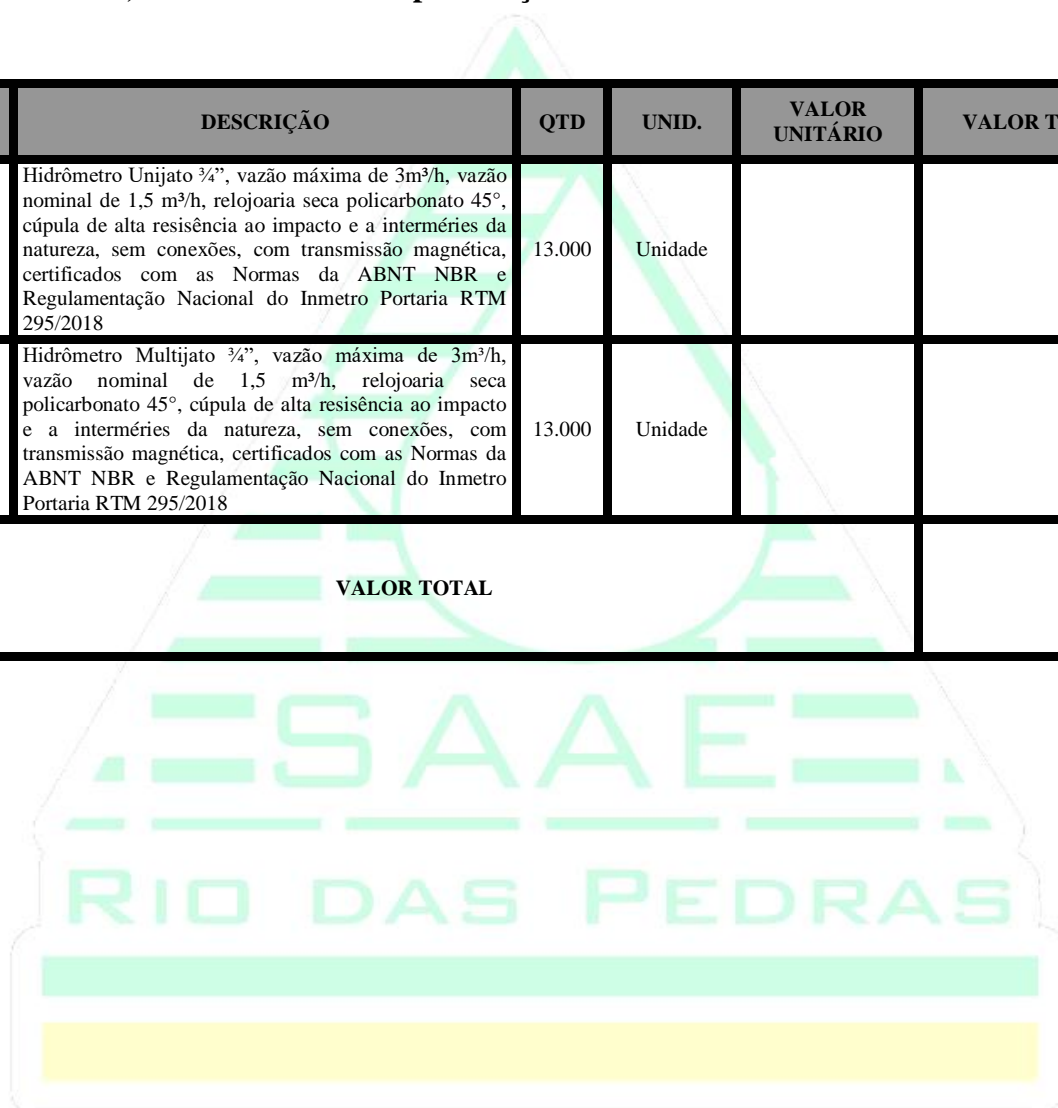 DESCRIÇÃO
QTD
UNID.
VALOR
UNITÁRIO
VALOR T
Hidrômetro Unijato ¾”, vazão máxima de 3m³/h, vazão
nominal de 1,5 m³/h, relojoaria seca policarbonato 45°,
cúpula de alta resisência ao impacto e a interméries da
natureza, sem conexões, com transmissão magnética,
certificados com as Normas da ABNT NBR e
Regulamentação Nacional do Inmetro Portaria RTM
295/2018
13.000
Unidade
Hidrômetro Multijato ¾”, vazão máxima de 3m³/h,
vazão nominal de 1,5 m³/h, relojoaria seca
policarbonato 45°, cúpula de alta resisência ao impacto
e a interméries da natureza, sem conexões, com
transmissão magnética, certificados com as Normas da
ABNT NBR e Regulamentação Nacional do Inmetro
Portaria RTM 295/2018
13.000
Unidade
VALOR TOTAL
SAAE
RIO DAS PEDRAS